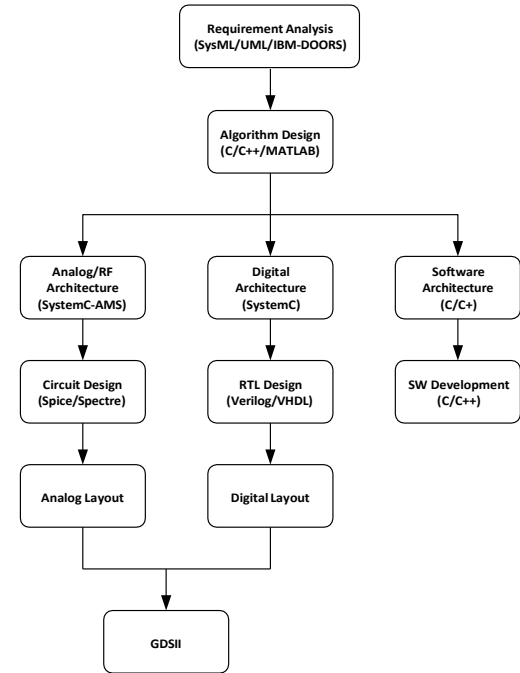 Requirement Analysis
(SysML/UML/IBM-DOORS)
Algorithm Design
(C/C++/MATLAB)
Analog/RF
Architecture
(SystemC-AMS)
Digital
Architecture
(SystemC)
Software
Architecture
(C/C+)
Circuit Design
(Spice/Spectre)
RTL Design
(Verilog/VHDL)
SW Development
(C/C++)
Analog Layout
Digital Layout
GDSII